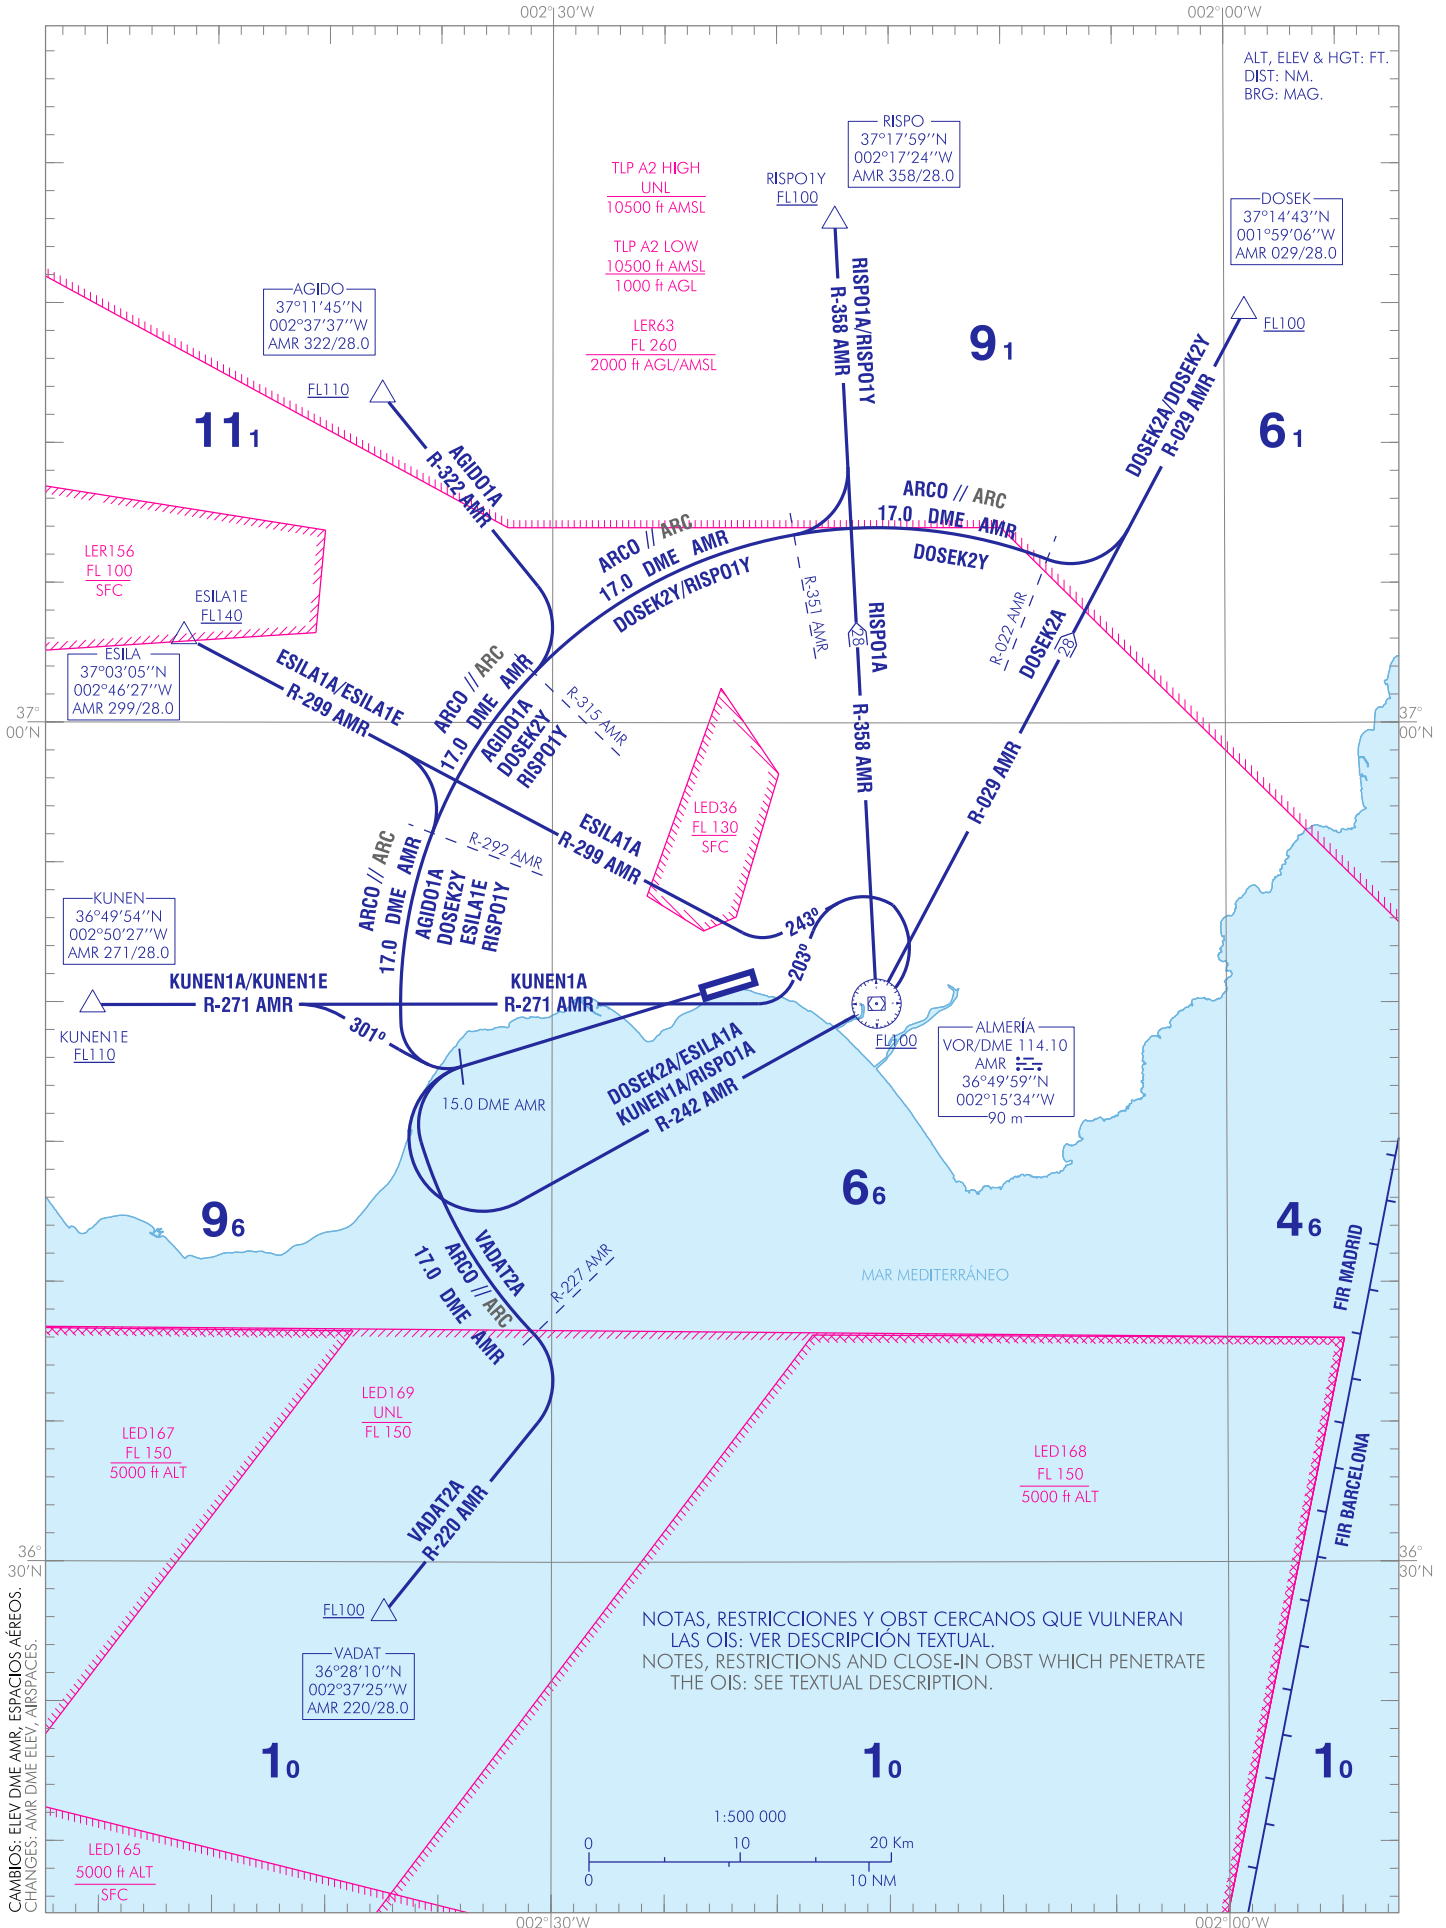 002°30'W
002°00'W
ALT, ELEV & HGT: FT.
DIST: NM.
BRG: MAG.
RISPO
37°17'59''N
002°17'24''W
AMR 358/28.0
RISPO1Y
FL100
TLP A2 HIGH
UNL
10500 ft AMSL
TLP A2 LOW
10500 ft AMSL
1000 ft AGL
LER63
FL 260
2000 ft AGL/AMSL
DOSEK
37°14'43''N
001°59'06''W
AMR 029/28.0
FL100
AGIDO
37°11'45''N
002°37'37''W
AMR 322/28.0
FL110
RISPO1A/RISPO1Y
R-358 AMR
9 1
11 1
6 1
DOSEK2A/DOSEK2Y
R-029 AMR
AGIDO1A
R-322 AMR
ARCO // ARC
17.0 DME AMR
DOSEK2Y
ARCO // ARC
17.0 DME AMR
DOSEK2Y/RISPO1Y
LER156
FL 100
SFC
ESILA1E
FL140
ESILA
37°03'05''N
002°46'27''W
AMR 299/28.0
R-351 AMR
R-022 AMR
RISPO1A
28
R-358 AMR
DOSEK2A
28
R-029 AMR
ESILA1A/ESILA1E
R-299 AMR
ARCO // ARC
17.0 DME AMR
AGIDO1A
DOSEK2Y
RISPO1Y
R-315 AMR
37°
00'N
37°
00'N
LED36
FL 130
SFC
ESILA1A
R-299 AMR
R-292 AMR
ARCO // ARC
17.0 DME AMR
AGIDO1A
DOSEK2Y
ESILA1E
RISPO1Y
KUNEN
36°49'54''N
002°50'27''W
AMR 271/28.0
243°
203°
KUNEN1A/KUNEN1E
R-271 AMR
KUNEN1A
R-271 AMR
301°
KUNEN1E
FL110
FL100
ALMERÍA
VOR/DME 114.10
AMR
36°49'59''N
002°15'34''W
90 m
15.0 DME AMR
DOSEK2A/ESILA1A
KUNEN1A/RISPO1A
R-242 AMR
6 6
9 6
4 6
VADAT2A
ARCO // ARC
17.0 DME AMR
R-227 AMR
MAR MEDITERRÁNEO
FIR MADRID
FIR BARCELONA
LED169
UNL
FL 150
LED167
FL 150
5000 ft ALT
LED168
FL 150
5000 ft ALT
VADAT2A
R-220 AMR
36°
30'N
36°
30'N
FL100
VADAT
36°28'10''N
002°37'25''W
AMR 220/28.0
NOTAS, RESTRICCIONES Y OBST CERCANOS QUE VULNERAN
LAS OIS: VER DESCRIPCIÓN TEXTUAL.
NOTES, RESTRICTIONS AND CLOSE-IN OBST WHICH PENETRATE
THE OIS: SEE TEXTUAL DESCRIPTION.
1 0
1 0
1 0
1:500 000
0 10 20 Km
0 10 NM
LED165
5000 ft ALT
SFC
CAMBIOS: ELEV DME AMR, ESPACIOS AÉREOS.
CHANGES: AMR DME ELEV, AIRSPACES.
002°30'W
002°00'W